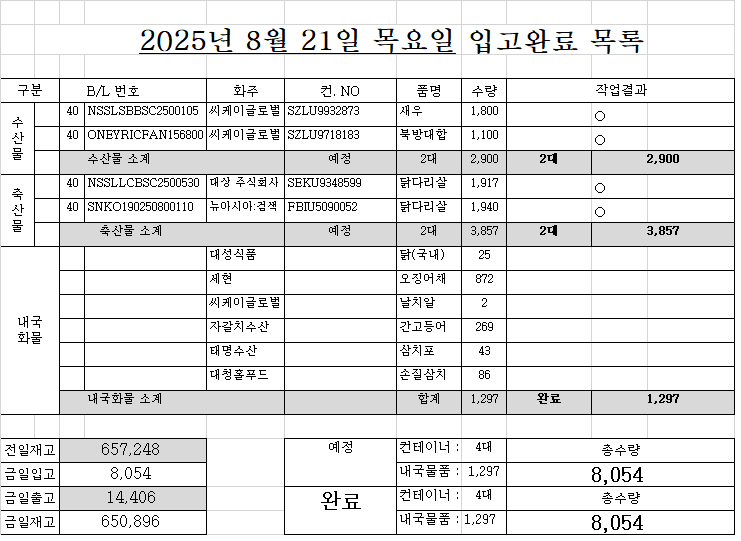 2025년 8월 21일 목요일 입고완료 목록
구분 B/L 번호 화주 컨. NO 품명 수량 작업결과
수산물 40 NSSLSBBSC2500105 씨케이글로벌 SZLU9932873 새우 1,800 ○
40 ONEYRICFAN156800 씨케이글로벌 SZLU9718183 북방대합 1,100 ○
수산물 소계 예정 2대 2,900 2대 2,900
축산물 40 NSSLLCBSC2500530 대상 주식회사 SEKU9348599 닭다리살 1,917 ○
40 SNKO190250800110 뉴아시아:검색 FBIU5090052 닭다리살 1,940 ○
축산물 소계 예정 2대 3,857 2대 3,857
내국화물 대성식품 닭(국내) 25
세현 오징어채 872
씨케이글로벌 날치알 2
자갈치수산 간고등어 269
태명수산 삼치포 43
대청홀푸드 손질삼치 86
내국화물 소계 합계 1,297 완료 1,297
전일재고 657,248 예정 컨테이너 : 4대 총수량
금일입고 8,054 내국물품 : 1,297 8,054
금일출고 14,406 완료 컨테이너 : 4대 총수량
금일재고 650,896 내국물품 : 1,297 8,054